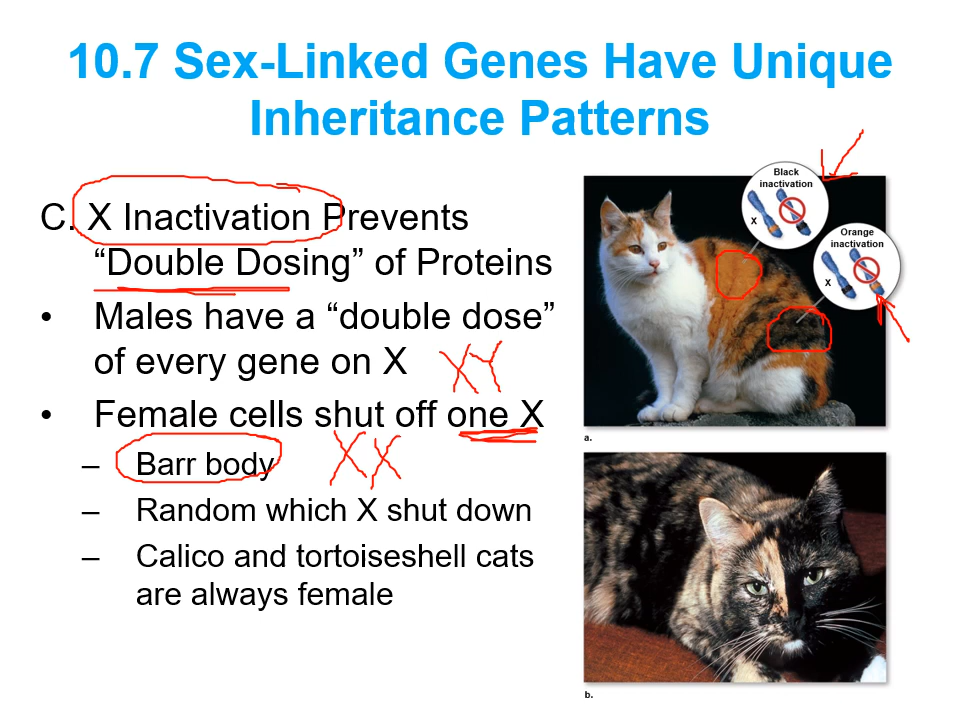 10.7 Sex-Linked Genes Have Unique
Inheritance Patterns
C. X Inactivation Prevents
“Double Dosing” of Proteins
• Males have a “double dose”
of every gene on X
XY
• Female cells shut off one X
– Barr body
XX
– Random which X shut down
– Calico and tortoiseshell cats
are always female
Black
inactivation
X
Orange
inactivation
X
a.
b.